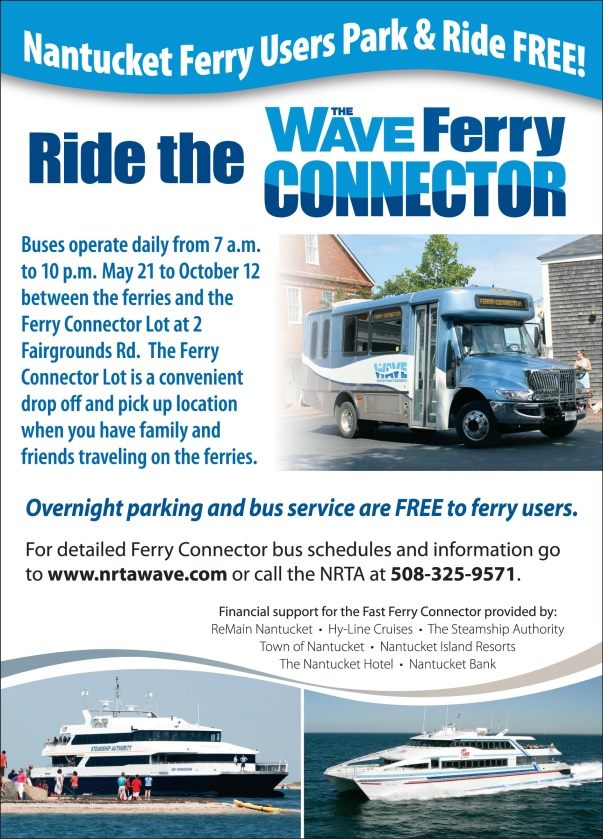 Nantucket Ferry Users Park & Ride FREE!
Ride the
THE
WAVE Ferry
CONNECTOR
Buses operate daily from 7 a.m.
to 10 p.m. May 21 to October 12
between the ferries and the
Ferry Connector Lot at 2
Fairgrounds Rd.  The Ferry
Connector Lot is a convenient
drop off and pick up location
when you have family and
friends traveling on the ferries.
FERRY CONNECTOR
FERRY CONNECTOR
WAVE
Overnight parking and bus service are FREE to ferry users.
For detailed Ferry Connector bus schedules and information go
to www.nrtawave.com or call the NRTA at 508-325-9571.
Financial support for the Fast Ferry Connector provided by:
ReMain Nantucket • Hy-Line Cruises • The Steamship Authority
Town of Nantucket • Nantucket Island Resorts
The Nantucket Hotel • Nantucket Bank
STEAMSHIP AUTHORITY